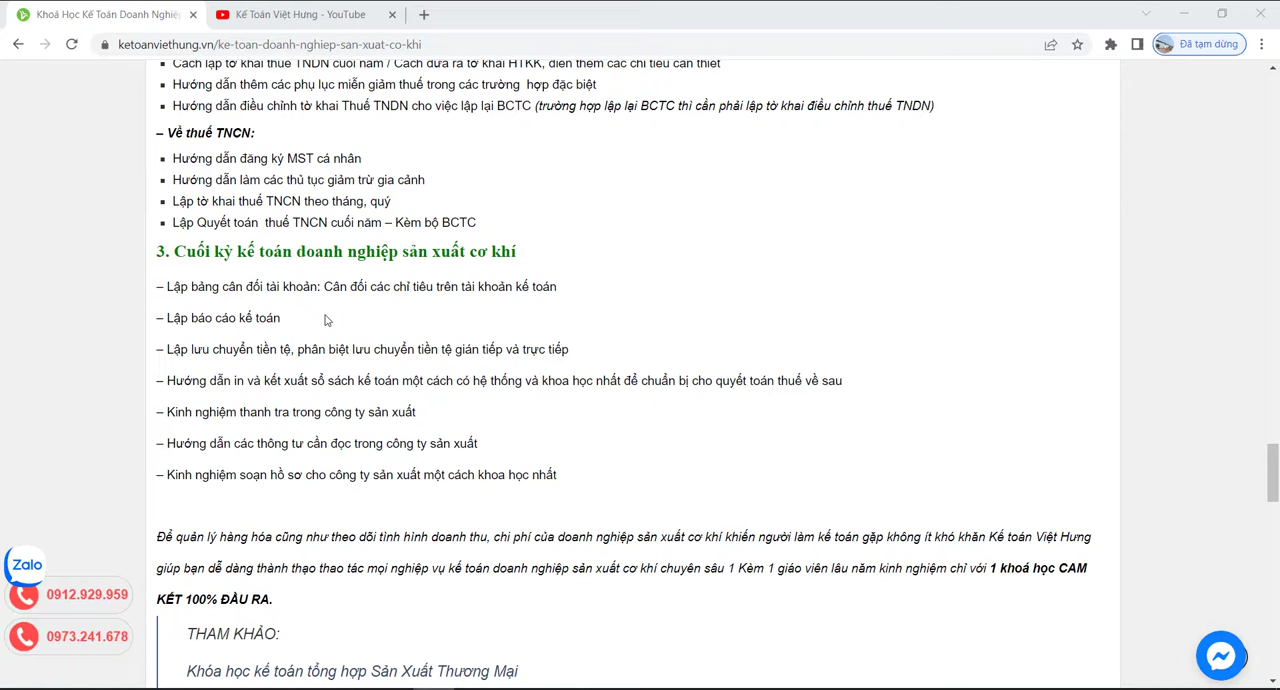 Khoá Học Kế Toán Doanh Nghiệ
Kế Toán Việt Hưng - YouTube
ketoanviethung.vn/ke-toan-doanh-nghiep-san-xuat-co-khi
Đã tạm dừng
Cách lập tờ khai thuế TNDN cuối năm / Cách đưa ra tờ khai HTKK, điền thêm các chỉ tiêu cần thiết
Hướng dẫn thêm các phụ lục miễn giảm thuế trong các trường hợp đặc biệt
Hướng dẫn điều chỉnh tờ khai Thuế TNDN cho việc lập lại BCTC (trường hợp lập lại BCTC thì cần phải lập tờ khai điều chỉnh thuế TNDN)
– Về thuế TNCN:
Hướng dẫn đăng ký MST cá nhân
Hướng dẫn làm các thủ tục giảm trừ gia cảnh
Lập tờ khai thuế TNCN theo tháng, quý
Lập Quyết toán thuế TNCN cuối năm – Kèm bộ BCTC
3. Cuối kỳ kế toán doanh nghiệp sản xuất cơ khí
– Lập bảng cân đối tài khoản: Cân đối các chỉ tiêu trên tài khoản kế toán
– Lập báo cáo kế toán
– Lập lưu chuyển tiền tệ, phân biệt lưu chuyển tiền tệ gián tiếp và trực tiếp
– Hướng dẫn in và kết xuất sổ sách kế toán một cách có hệ thống và khoa học nhất để chuẩn bị cho quyết toán thuế về sau
– Kinh nghiệm thanh tra trong công ty sản xuất
– Hướng dẫn các thông tư cần đọc trong công ty sản xuất
– Kinh nghiệm soạn hồ sơ cho công ty sản xuất một cách khoa học nhất
Để quản lý hàng hóa cũng như theo dõi tình hình doanh thu, chi phí của doanh nghiệp sản xuất cơ khí khiến người làm kế toán gặp không ít khó khăn Kế toán Việt Hưng
giúp bạn dễ dàng thành thạo thao tác mọi nghiệp vụ kế toán doanh nghiệp sản xuất cơ khí chuyên sâu 1 Kèm 1 giáo viên lâu năm kinh nghiệm chỉ với 1 khoá học CAM
KẾT 100% ĐẦU RA.
Zalo
0912.929.959
0973.241.678
THAM KHẢO:
Khóa học kế toán tổng hợp Sản Xuất Thương Mại